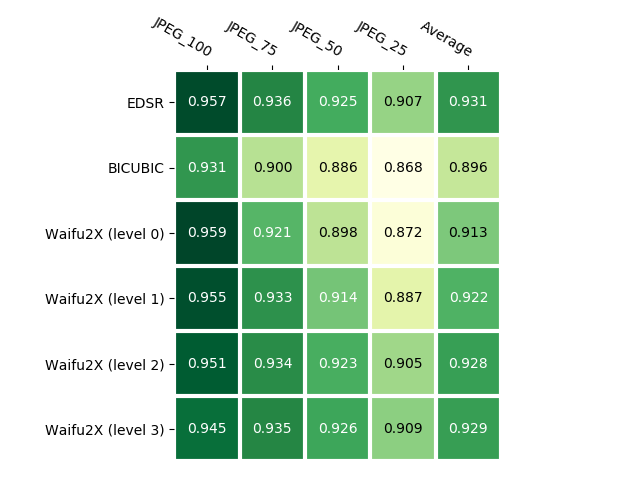 JPEG_100 JPEG_75 JPEG_50 JPEG_25 Average
EDSR 0.957 0.936 0.925 0.907 0.931
BICUBIC 0.931 0.900 0.886 0.868 0.896
Waifu2X (level 0) 0.959 0.921 0.898 0.872 0.913
Waifu2X (level 1) 0.955 0.933 0.914 0.887 0.922
Waifu2X (level 2) 0.951 0.934 0.923 0.905 0.928
Waifu2X (level 3) 0.945 0.935 0.926 0.909 0.929